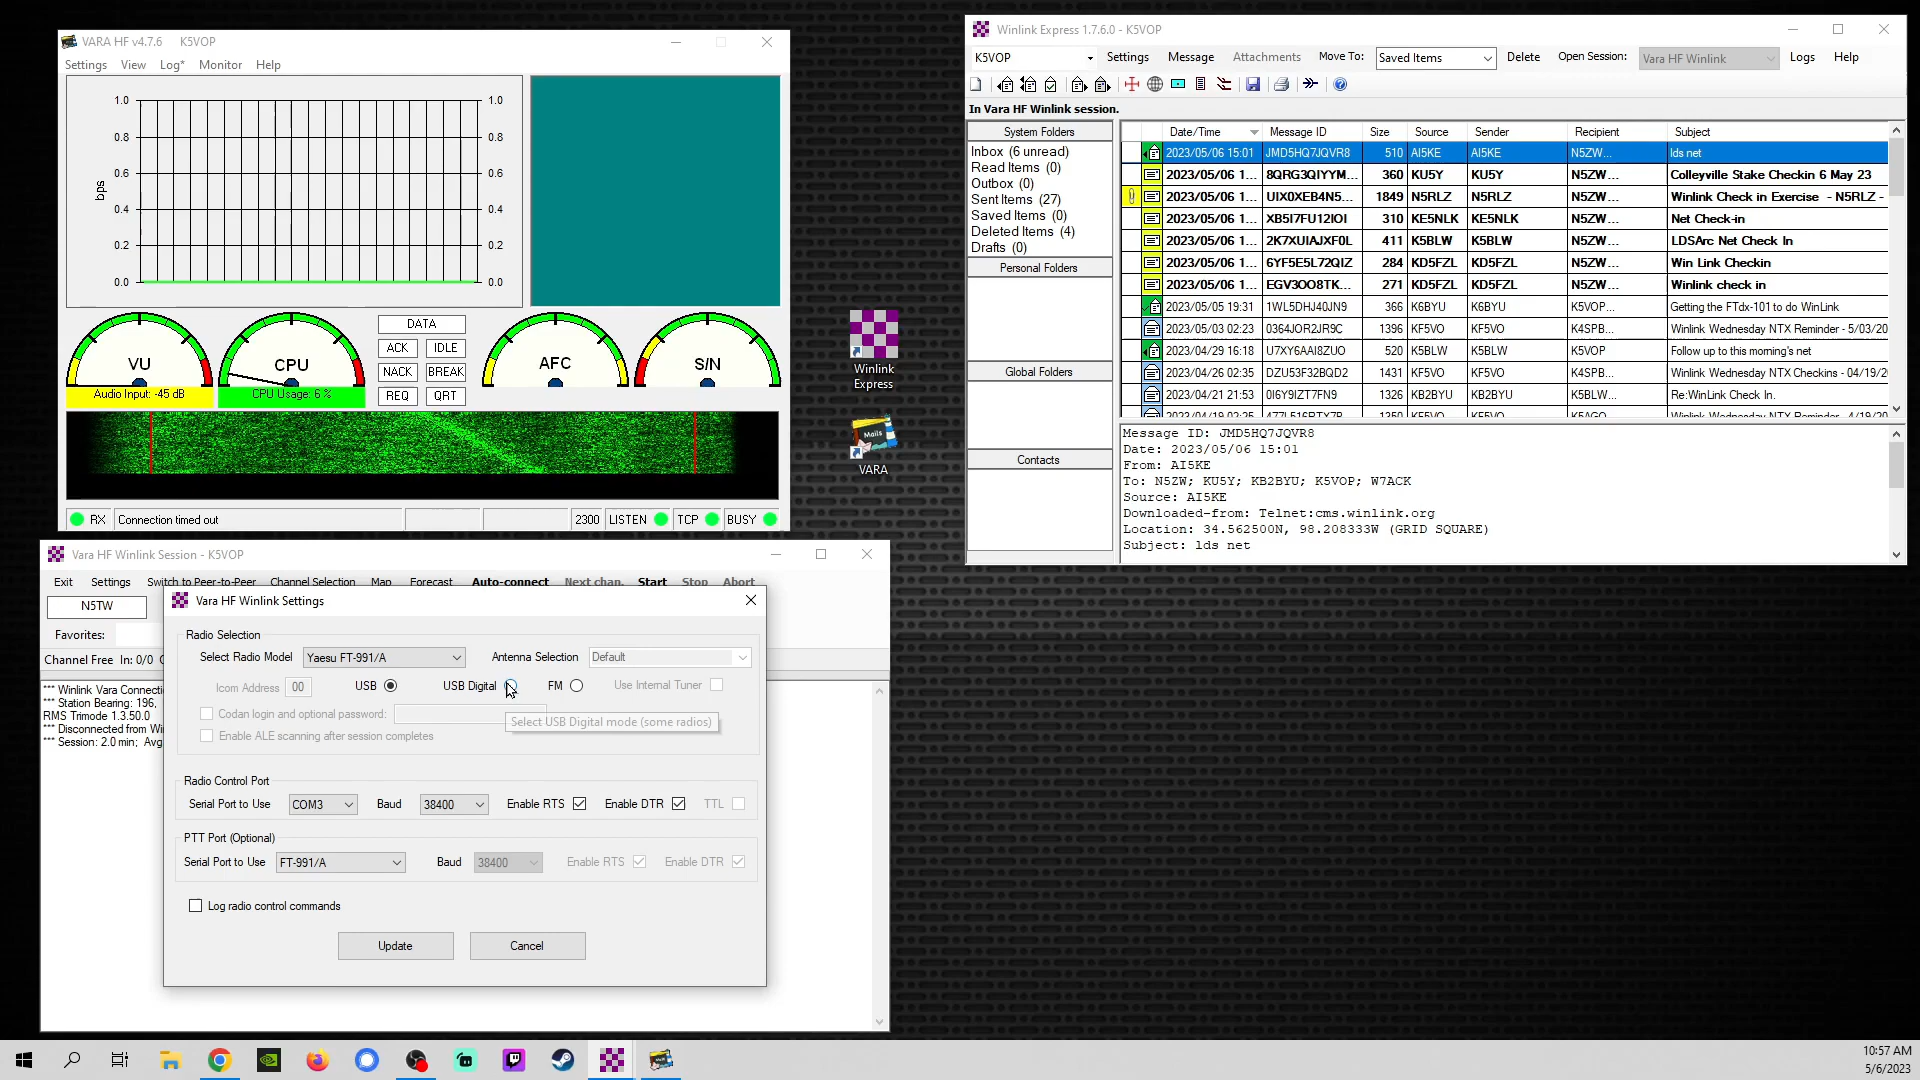 VARA HF v4.7.6 K5VOP
Settings View Log* Monitor Help
1.0 1.0
0.8 0.8
0.6 0.6
bps
0.4 0.4
0.2 0.2
0.0 0.0
VU
Audio Input: -45 dB
CPU
CPU Usage: 6 %
DATA
ACK IDLE
NACK BREAK
REQ QRT
AFC
S/N
RX Connection timed out 2300 LISTEN TCP BUSY
Winlink
Express
Mails
VARA
Winlink Express 1.7.6.0 - K5VOP
K5VOP Settings Message Attachments Move To: Saved Items Delete Open Session: Vara HF Winlink Logs Help
In Vara HF Winlink session.
System Folders
Inbox (6 unread)
Read Items (0)
Outbox (0)
Sent Items (27)
Saved Items (0)
Deleted Items (4)
Drafts (0)
Personal Folders
Global Folders
Contacts
Date/Time Message ID Size Source Sender Recipient Subject
2023/05/06 15:01 JMD5HQ7JQVR8 510 AI5KE AI5KE N5ZW... lds net
2023/05/06 1... 8QRG3QIYYM... 360 KU5Y KU5Y N5ZW... Colleyville Stake Checkin 6 May 23
2023/05/06 1... UIX0XEB4N5... 1849 N5RLZ N5RLZ N5ZW... Winlink Check in Exercise - N5RLZ -
2023/05/06 1... XB5I7FU12IOI 310 KE5NLK KE5NLK N5ZW... Net Check-in
2023/05/06 1... 2K7XUIAJXF0L 411 K5BLW K5BLW N5ZW... LDSArc Net Check In
2023/05/06 1... 6YF5E5L72QIZ 284 KD5FZL KD5FZL N5ZW... Win Link Checkin
2023/05/06 1... EGV3OO8TK... 271 KD5FZL KD5FZL N5ZW... Winlink check in
2023/05/05 19:31 1WL5DHJ40JN9 366 K6BYU K6BYU K5VOP... Getting the FTdx-101 to do WinLink
2023/05/03 02:23 0364JOR2JR9C 1396 KF5VO KF5VO K4SPB... Winlink Wednesday NTX Reminder - 5/03/20
2023/04/29 16:18 U7XY6AAI8ZUO 520 K5BLW K5BLW K5VOP Follow up to this morning's net
2023/04/26 02:35 DZU53F32BQD2 1431 KF5VO KF5VO K4SPB... Winlink Wednesday NTX Checkins - 04/19/20
2023/04/21 21:53 0I6Y9IZT7FN9 1326 KB2BYU KB2BYU K5BLW... Re:WinLink Check In.
2023/04/19 02:25 477L516RTX7R 1350 KF5VO KF5VO K5AGO... Winlink Wednesday NTX Reminder - 4/19/20
Message ID: JMD5HQ7JQVR8
Date: 2023/05/06 15:01
From: AI5KE
To: N5ZW; KU5Y; KB2BYU; K5VOP; W7ACK
Source: AI5KE
Downloaded-from: Telnet:cms.winlink.org
Location: 34.562500N, 98.208333W (GRID SQUARE)
Subject: lds net
Vara HF Winlink Session - K5VOP
Exit Settings Switch to Peer-to-Peer Channel Selection Map Forecast Auto-connect Next chan. Start Stop Abort
N5TW
Favorites:
Channel Free In: 0/0
*** Winlink Vara Connecti
*** Station Bearing: 196,
RMS Trimode 1.3.50.0
*** Disconnected from Wi
*** Session: 2.0 min; Avg
Vara HF Winlink Settings
Radio Selection
Select Radio Model Yaesu FT-991/A Antenna Selection Default
Icom Address 00 USB USB Digital FM Use Internal Tuner
Codan login and optional password:
Select USB Digital mode (some radios)
Enable ALE scanning after session completes
Radio Control Port
Serial Port to Use COM3 Baud 38400 Enable RTS Enable DTR TTL
PTT Port (Optional)
Serial Port to Use FT-991/A Baud 38400 Enable RTS Enable DTR
Log radio control commands
Update Cancel
10:57 AM
5/6/2023